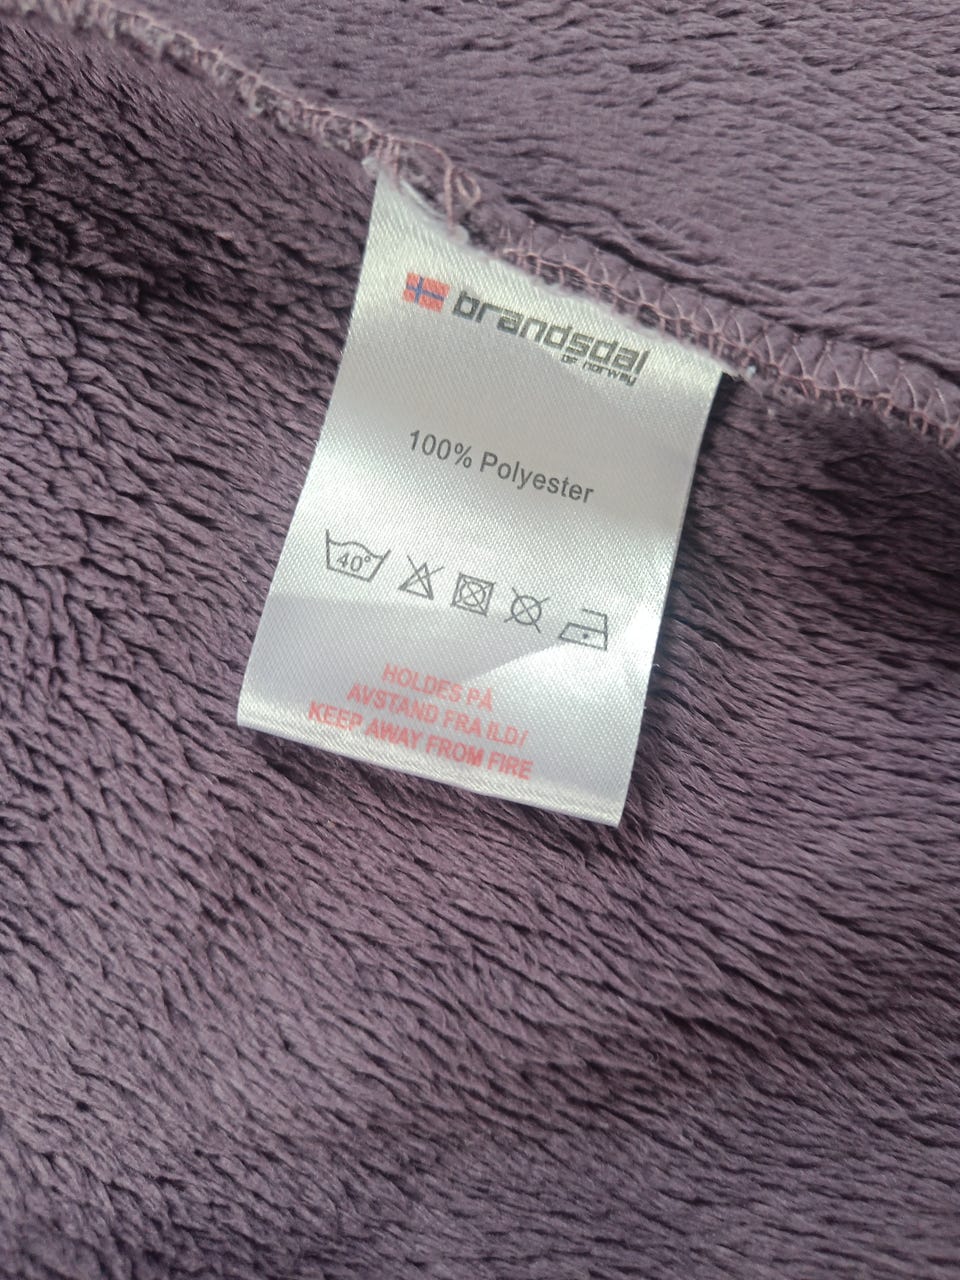 brandsdal
OF norway
100% Polyester
40°
HOLDES PÅ
AVSTAND FRA ILD/
KEEP AWAY FROM FIRE